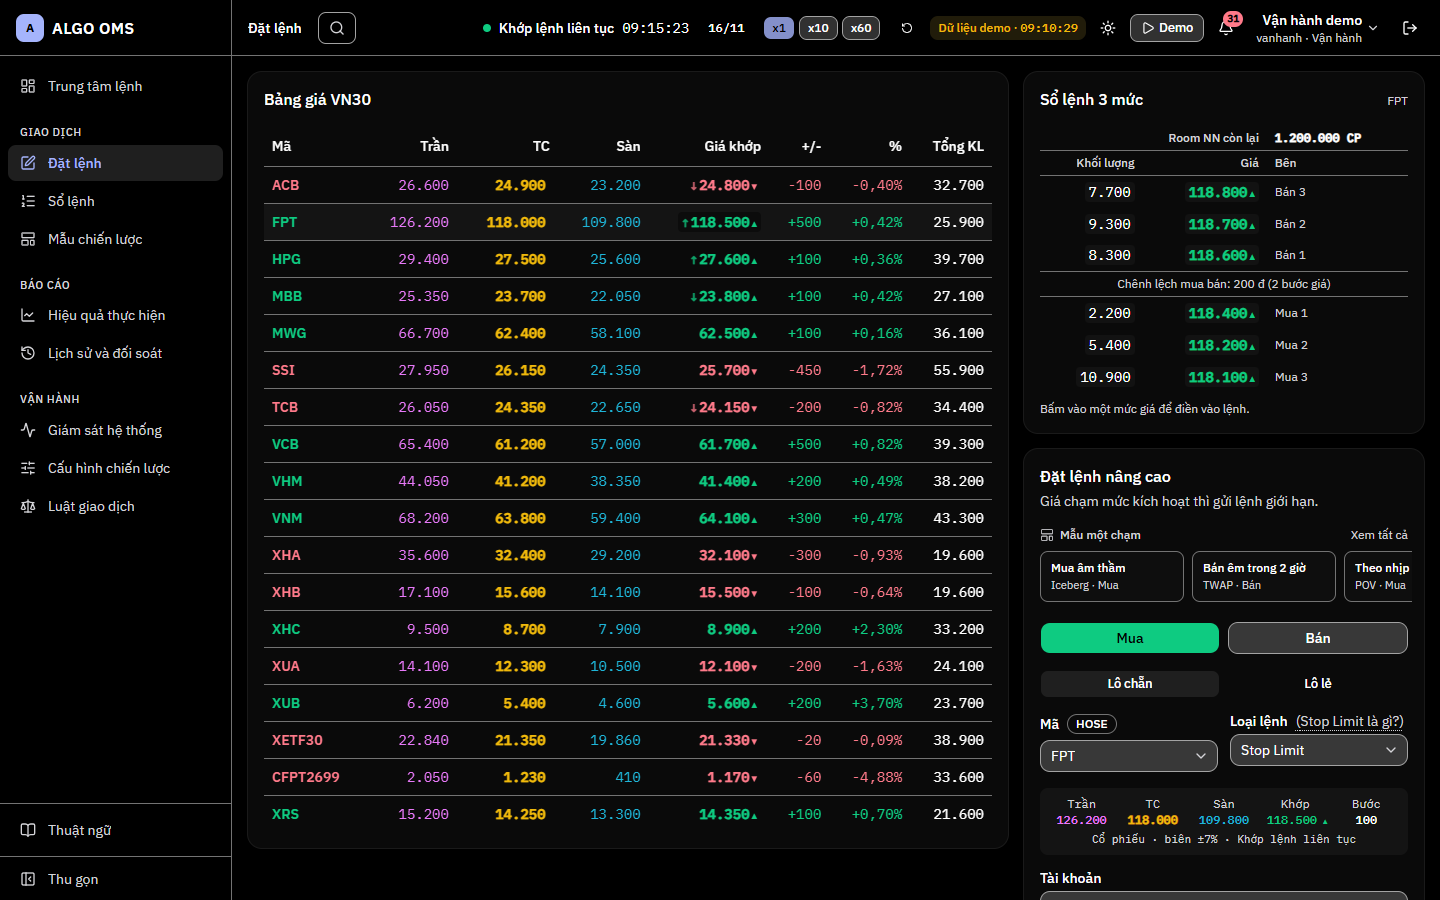 A ALGO OMS
Đặt lệnh
Khớp lệnh liên tục 09:15:23 16/11 x1 x10 x60 Dữ liệu demo · 09:10:29 Demo 31 Vận hành demo
vanhanh · Vận hành
Trung tâm lệnh
GIAO DỊCH
Đặt lệnh
Sổ lệnh
Mẫu chiến lược
BÁO CÁO
Hiệu quả thực hiện
Lịch sử và đối soát
VẬN HÀNH
Giám sát hệ thống
Cấu hình chiến lược
Luật giao dịch
Thuật ngữ
Thu gọn
Bảng giá VN30
Mã Trần TC Sàn Giá khớp +/- % Tổng KL
ACB 26.600 24.900 23.200 ↓24.800▼ -100 -0,40% 32.700
FPT 126.200 118.000 109.800 ↑118.500▲ +500 +0,42% 25.900
HPG 29.400 27.500 25.600 ↑27.600▲ +100 +0,36% 39.700
MBB 25.350 23.700 22.050 ↓23.800▲ +100 +0,42% 27.100
MWG 66.700 62.400 58.100 62.500▲ +100 +0,16% 36.100
SSI 27.950 26.150 24.350 25.700▼ -450 -1,72% 55.900
TCB 26.050 24.350 22.650 ↓24.150▼ -200 -0,82% 34.400
VCB 65.400 61.200 57.000 61.700▲ +500 +0,82% 39.300
VHM 44.050 41.200 38.350 41.400▲ +200 +0,49% 38.200
VNM 68.200 63.800 59.400 64.100▲ +300 +0,47% 43.300
XHA 35.600 32.400 29.200 32.100▼ -300 -0,93% 19.600
XHB 17.100 15.600 14.100 15.500▼ -100 -0,64% 19.600
XHC 9.500 8.700 7.900 8.900▲ +200 +2,30% 33.200
XUA 14.100 12.300 10.500 12.100▼ -200 -1,63% 24.100
XUB 6.200 5.400 4.600 5.600▲ +200 +3,70% 23.700
XETF30 22.840 21.350 19.860 21.330▼ -20 -0,09% 38.900
CFPT2699 2.050 1.230 410 1.170▼ -60 -4,88% 33.600
XRS 15.200 14.250 13.300 14.350▲ +100 +0,70% 21.600
Sổ lệnh 3 mức FPT
Room NN còn lại 1.200.000 CP
Khối lượng Giá Bên
7.700 118.800▲ Bán 3
9.300 118.700▲ Bán 2
8.300 118.600▲ Bán 1
Chênh lệch mua bán: 200 đ (2 bước giá)
2.200 118.400▲ Mua 1
5.400 118.200▲ Mua 2
10.900 118.100▲ Mua 3
Bấm vào một mức giá để điền vào lệnh.
Đặt lệnh nâng cao
Giá chạm mức kích hoạt thì gửi lệnh giới hạn.
Mẫu một chạm Xem tất cả
Mua âm thầm Bán êm trong 2 giờ Theo nhịp
Iceberg · Mua TWAP · Bán POV · Mua
Mua Bán
Lô chẵn Lô lẻ
Mã HOSE Loại lệnh (Stop Limit là gì?)
FPT Stop Limit
Trần TC Sàn Khớp Bước
126.200 118.000 109.800 118.500 ▲ 100
Cổ phiếu · biên ±7% · Khớp lệnh liên tục
Tài khoản